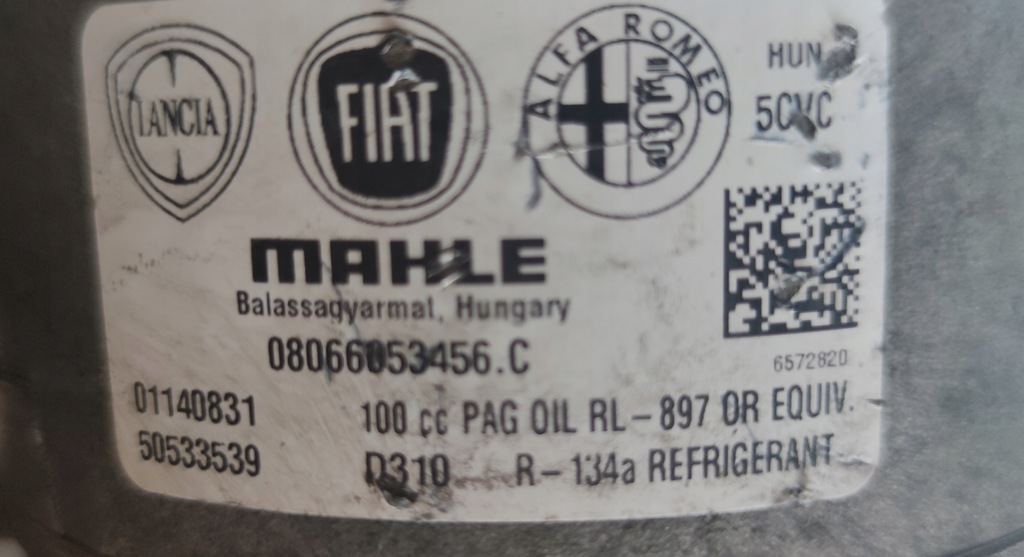 LANCIA
FIAT
ALFA ROMEO
HUN
5CVC
MAHLE
Balassagyarmat, Hungary
08066053456.C
6572820
01140831
100 cc PAG OIL RL-897 OR EQUIV.
50533539
D310 R-134a REFRIGERANT